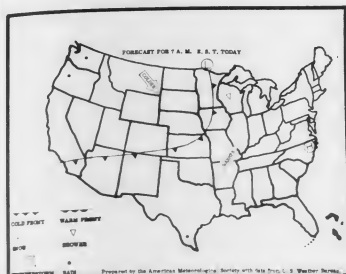 FORECAST FOR 7 A.M. E.S.T. TODAY
COLDER
COLD FRONT WARM FRONT
SNOW SHOWER
RAIN
Prepared by the American Meteorological Society with data from U. S. Weather Bureau